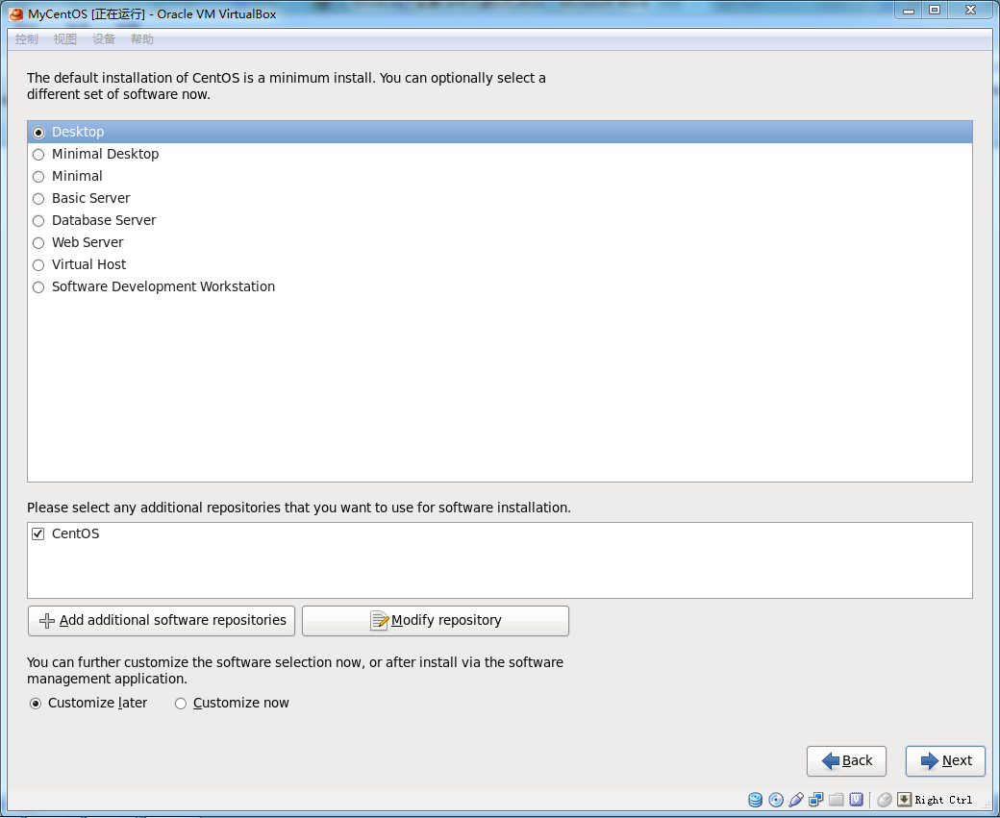 MyCentOS [正在运行] - Oracle VM VirtualBox
控制 视图 设备 帮助
The default installation of CentOS is a minimum install. You can optionally select a
different set of software now.
Desktop
Minimal Desktop
Minimal
Basic Server
Database Server
Web Server
Virtual Host
Software Development Workstation
Please select any additional repositories that you want to use for software installation.
CentOS
Add additional software repositories Modify repository
You can further customize the software selection now, or after install via the software
management application.
Customize later Customize now
Back Next
Right Ctrl